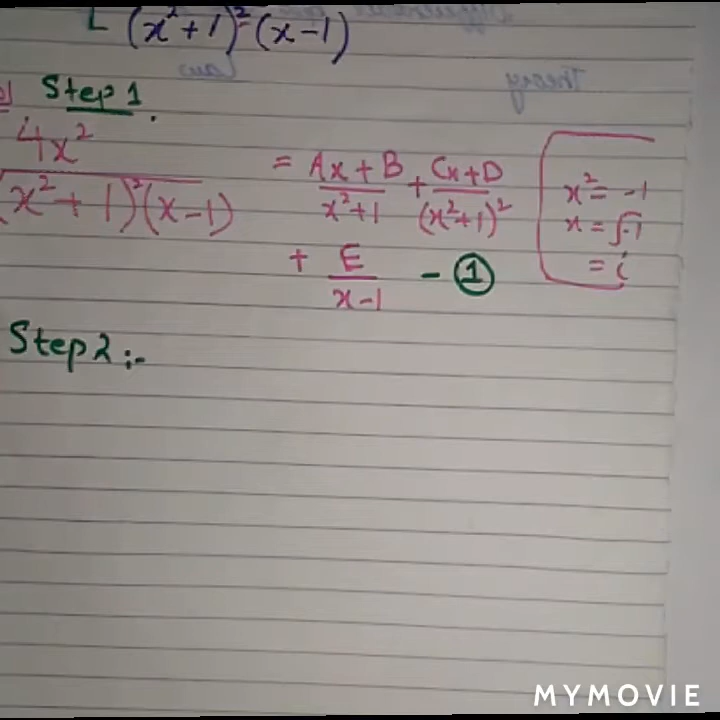 (x²+1)²(x-1)
Step 1.
4x² / (x²+1)²(x-1) = Ax+B / x²+1 + Cx+D / (x²+1)²
+ E / x-1 - ①
x² = -1
x = √-1
= i
Step 2:-
MYMOVIE